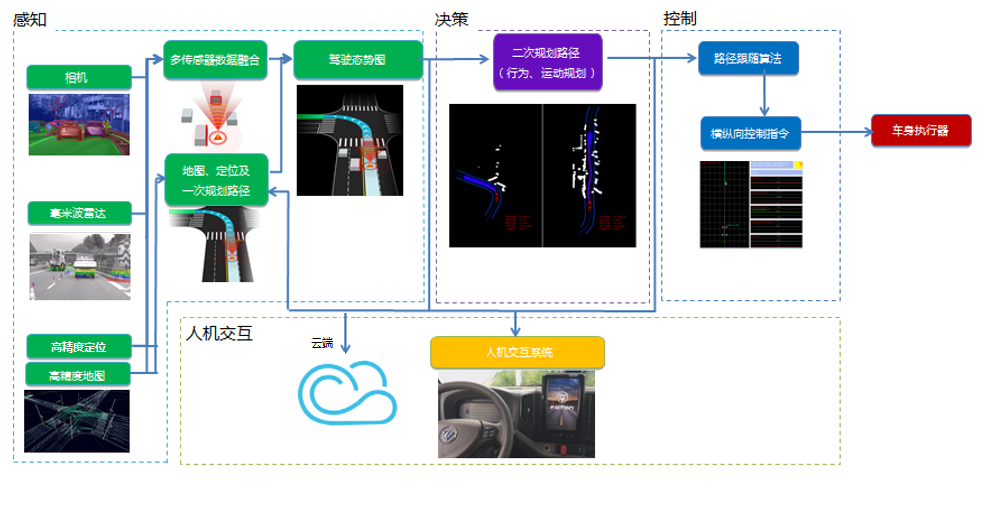 感知
决策
控制
相机
多传感器数据融合
驾驶态势图
二次规划路径
（行为、运动规划）
路径跟随算法
横纵向控制指令
车身执行器
地图、定位及
一次规划路径
毫米波雷达
高精度定位
高精度地图
人机交互
云端
人机交互系统
FOTON